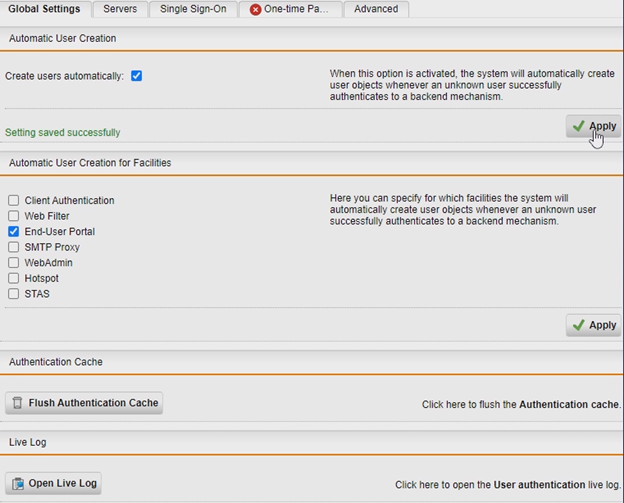 Global Settings
Servers
Single Sign-On
One-time Pa...
Advanced
Automatic User Creation
Create users automatically:
When this option is activated, the system will automatically create
user objects whenever an unknown user successfully
authenticates to a backend mechanism.
Setting saved successfully
Apply
Automatic User Creation for Facilities
Client Authentication
Web Filter
End-User Portal
SMTP Proxy
WebAdmin
Hotspot
STAS
Here you can specify for which facilities the system will
automatically create user objects whenever an unknown user
successfully authenticates to a backend mechanism.
Apply
Authentication Cache
Flush Authentication Cache
Click here to flush the Authentication cache.
Live Log
Open Live Log
Click here to open the User authentication live log.